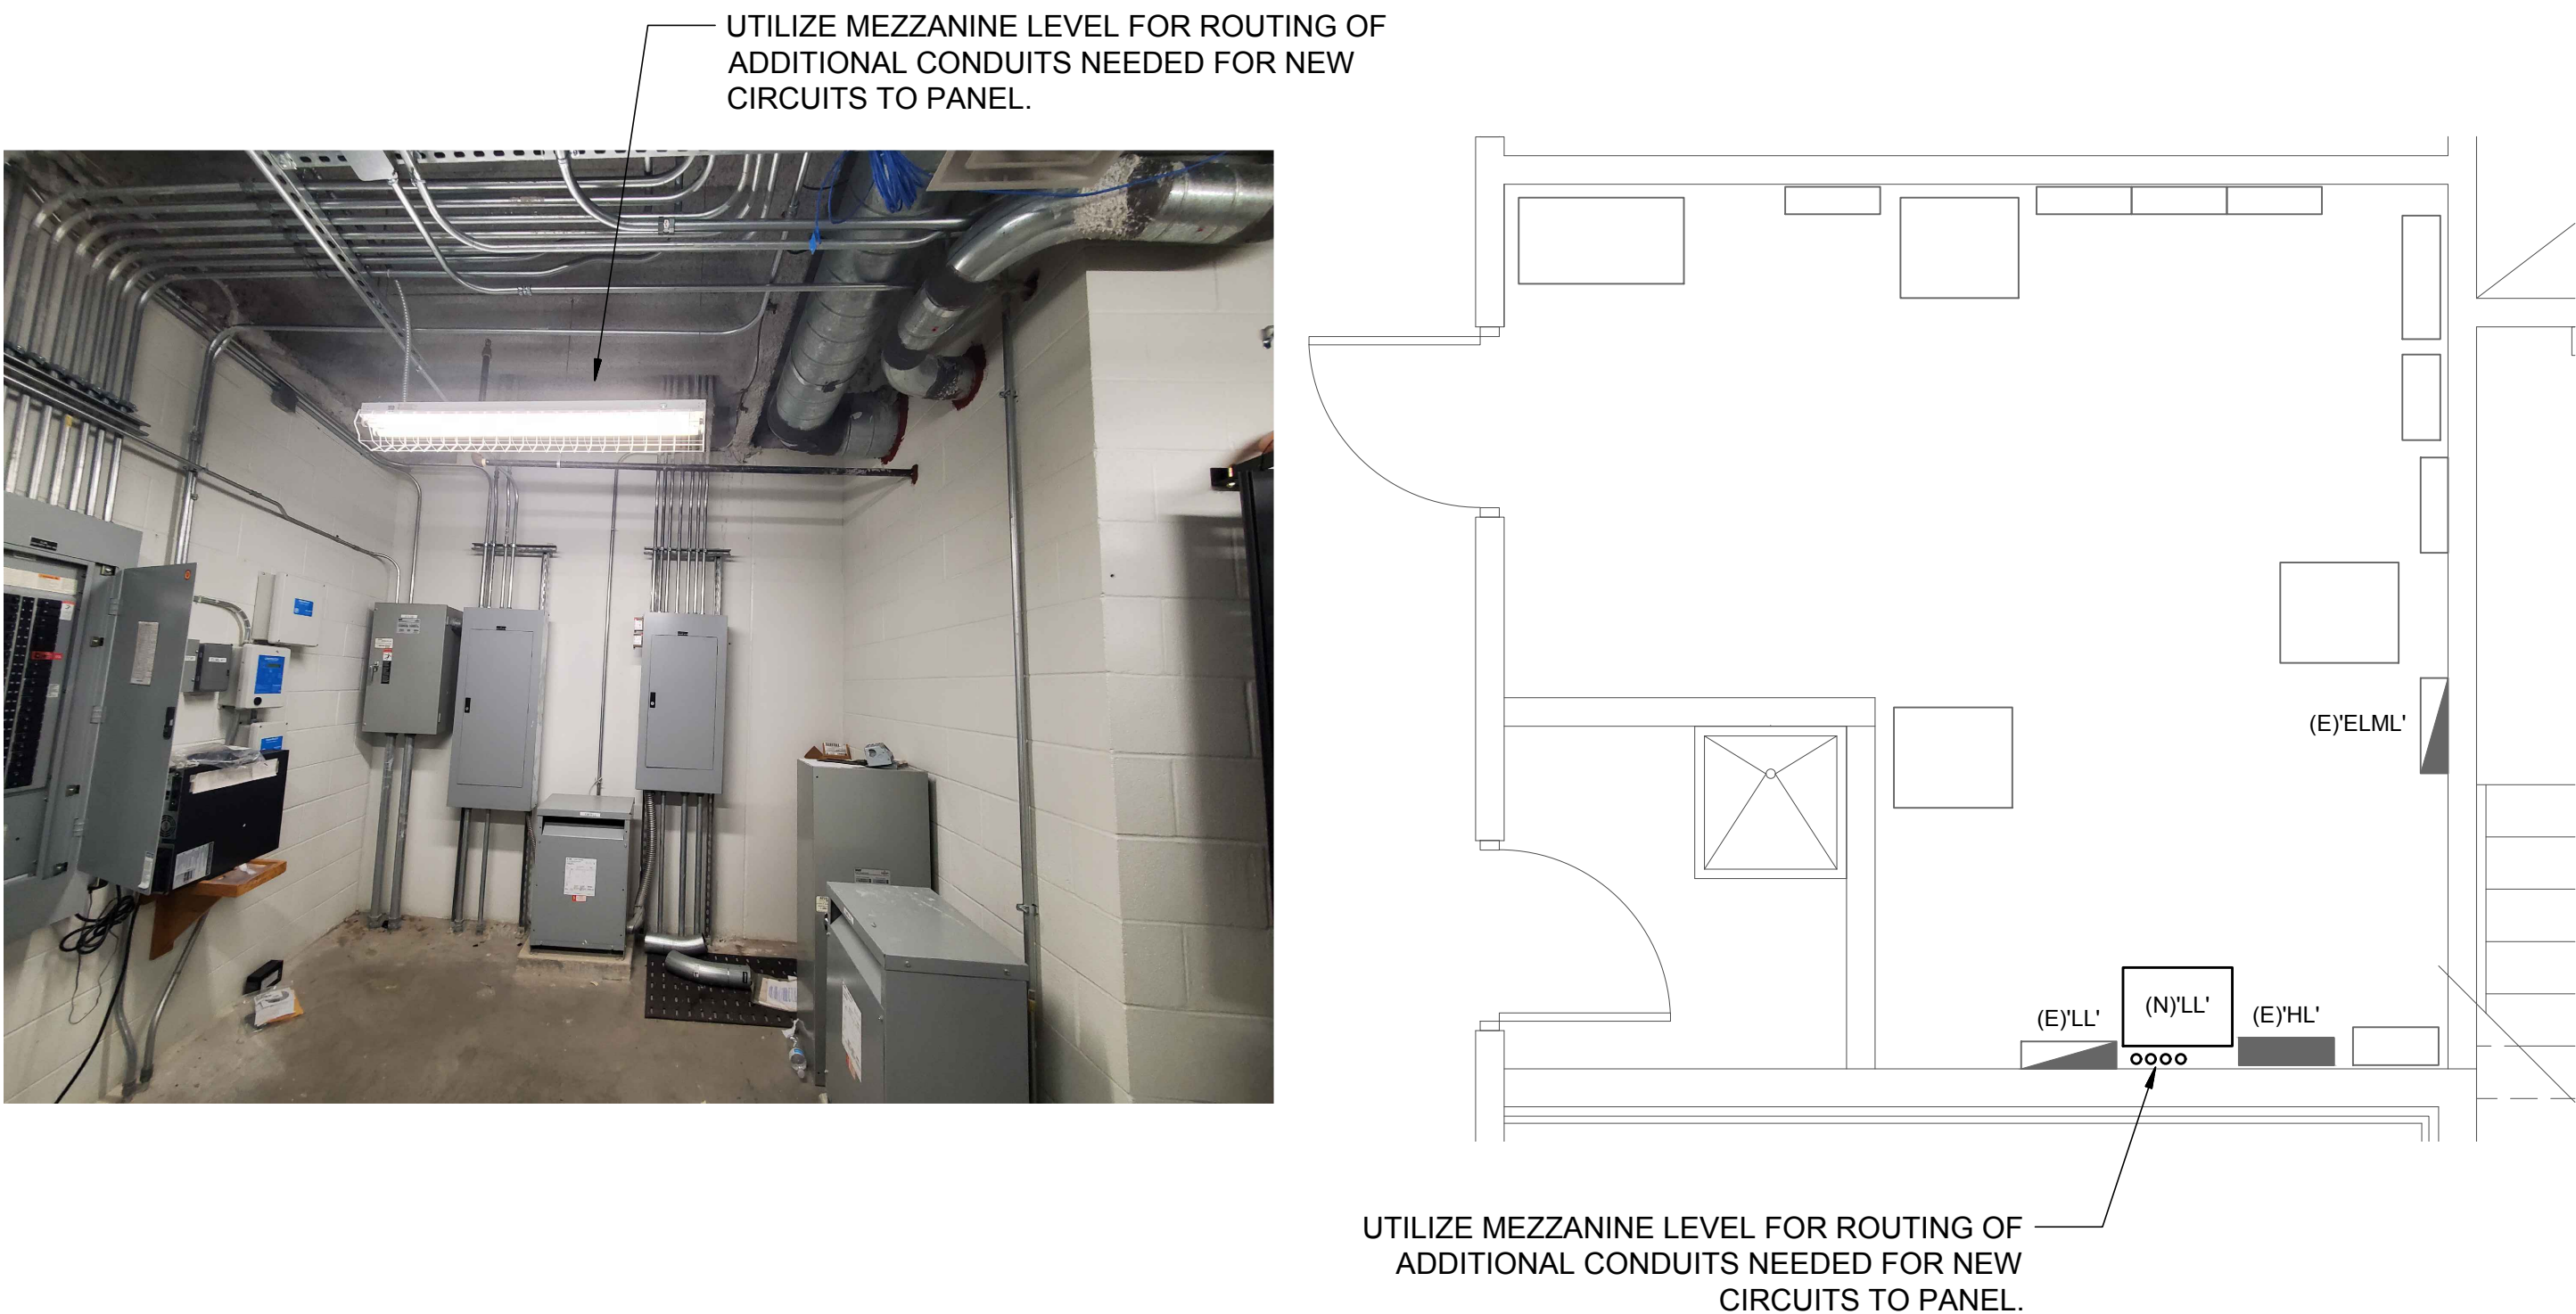 UTILIZE MEZZANINE LEVEL FOR ROUTING OF
ADDITIONAL CONDUITS NEEDED FOR NEW
CIRCUITS TO PANEL.
(E)'ELML'
(E)'LL'
(N)'LL'
(E)'HL'
UTILIZE MEZZANINE LEVEL FOR ROUTING OF
ADDITIONAL CONDUITS NEEDED FOR NEW
CIRCUITS TO PANEL.